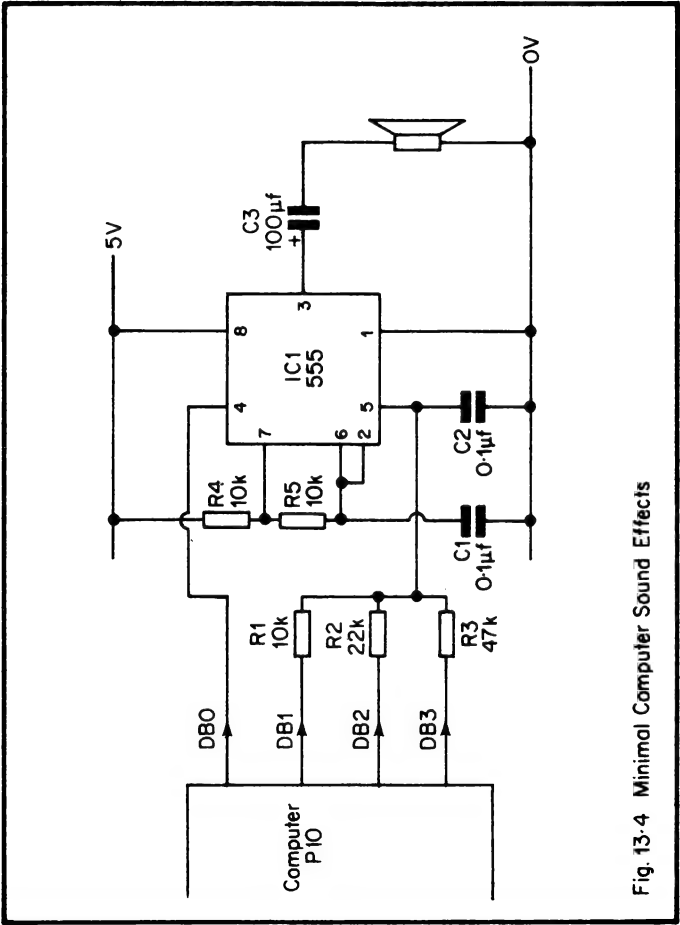 5V
Computer
PIO
DB0
DB1
DB2
DB3
R1
10k
R2
22k
R3
47k
R4
10k
R5
10k
4
8
7
6
2
IC1
555
3
5
1
C3
100µf
+
C1
0·1µf
C2
0·1µf
0V
Fig. 13·4 Minimal Computer Sound Effects